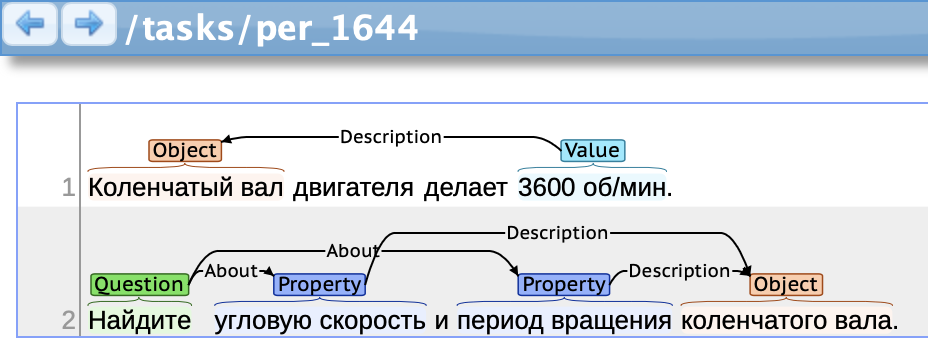 /tasks/per_1644
Description
Object Value
1 Коленчатый вал двигателя делает 3600 об/мин.
Description
About
Question About Property Property Description Object
2 Найдите угловую скорость и период вращения коленчатого вала.